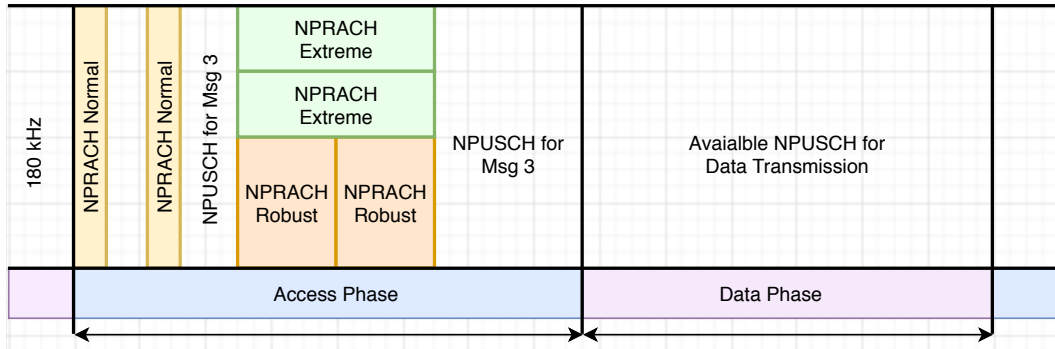 180 kHz
NPRACH Normal
NPRACH Normal
NPUSCH for Msg 3
NPRACH
Extreme
NPRACH
Extreme
NPRACH
Robust
NPRACH
Robust
NPUSCH for
Msg 3
Avaialble NPUSCH for
Data Transmission
Access Phase
Data Phase